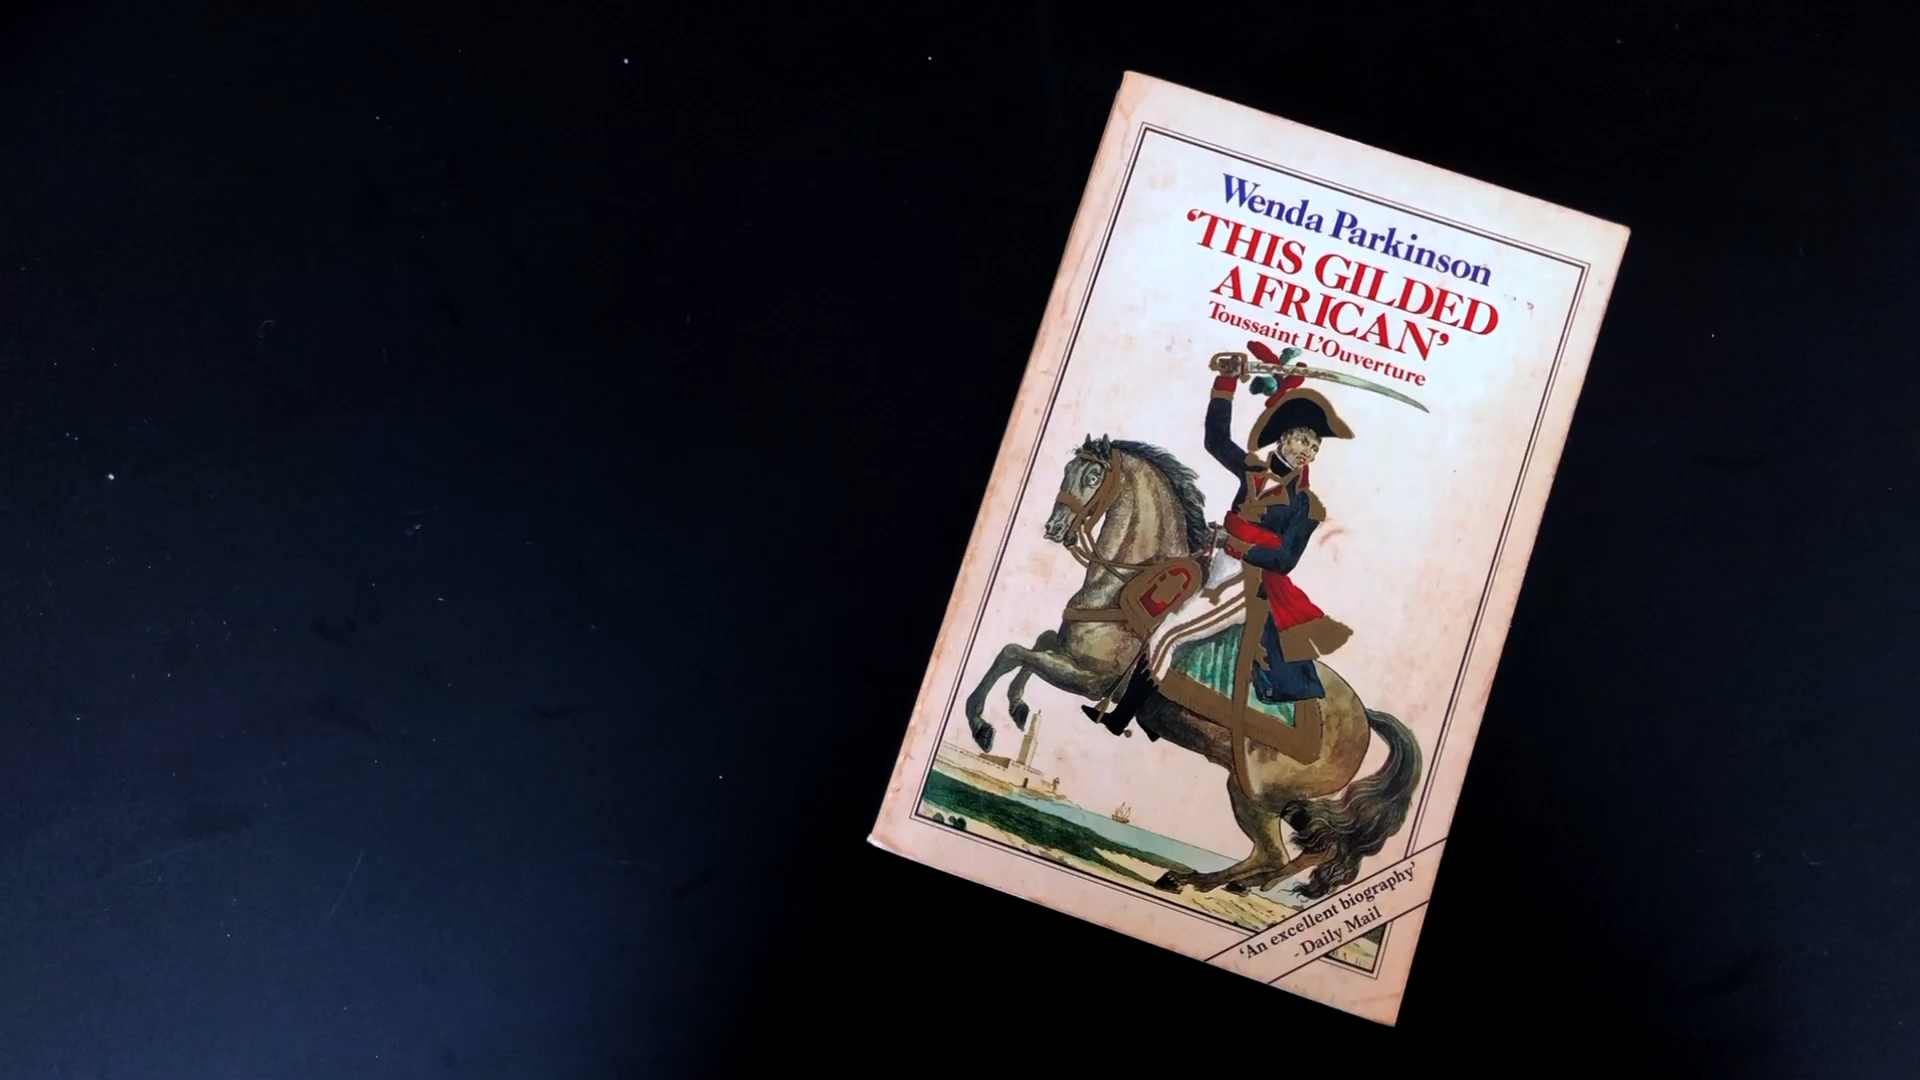 Wenda Parkinson
‘THIS GILDED
AFRICAN’
Toussaint L’Ouverture
‘An excellent biography’
- Daily Mail